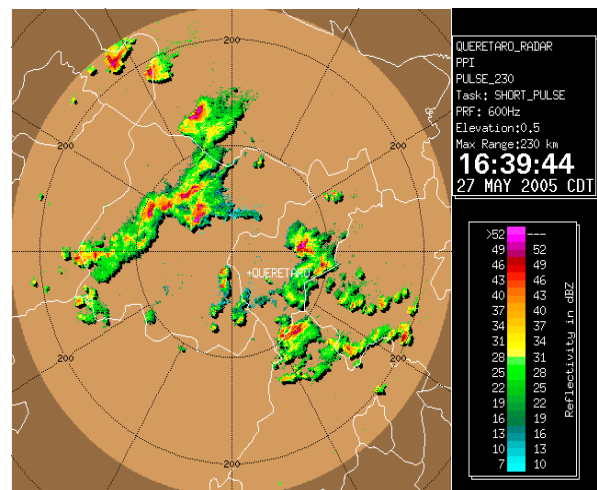 200
200
200
200
200
200
+QUERETARO
QUERETARO_RADAR
PPI
PULSE_230
Task: SHORT_PULSE
PRF: 600Hz
Elevation:0.5
Max Range:230 km
16:39:44
27 MAY 2005 CDT
>52 ---
49 52
46 49
43 46
40 43
37 40
34 37
31 34
28 31
25 28
22 25
19 22
16 19
13 16
10 13
7 10
Reflectivity in dBZ